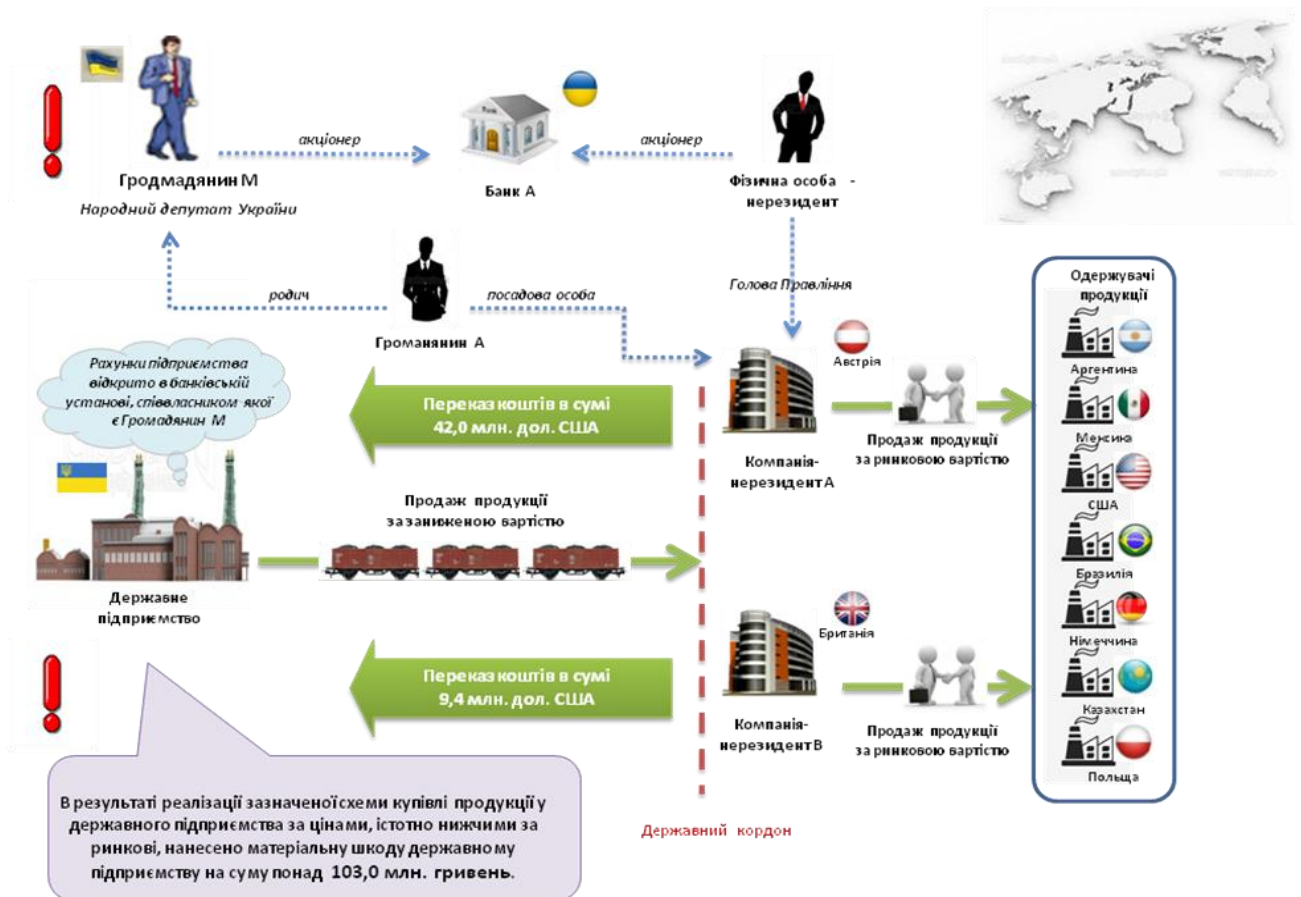 акціонер
акціонер
Гродмадянин М
Народний депутат України
Банк А
Фізична особа -
нерезидент
родич
посадова особа
Голова Правління
Громанянин А
Рахунки підприємства
відкрито в банківській
установі, співвласником якої
є Громадянин М
Переказ коштів в сумі
42,0 млн. дол. США
Австрія
Компанія-
нерезидент А
Продаж продукції
за ринковою вартістю
Продаж продукції
за заниженою вартістю
Державне
підприємство
Переказ коштів в сумі
9,4 млн. дол. США
Британія
Компанія-
нерезидент В
Продаж продукції
за ринковою вартістю
Одержувачі
продукції
Аргентина
Мексика
США
Бразилія
Німеччина
Казахстан
Польща
Державний кордон
В результаті реалізації зазначеної схеми купівлі продукції у
державного підприємства за цінами, істотно нижчими за
ринкові, нанесено матеріальну шкоду державному
підприємству на суму понад 103,0 млн. гривень.